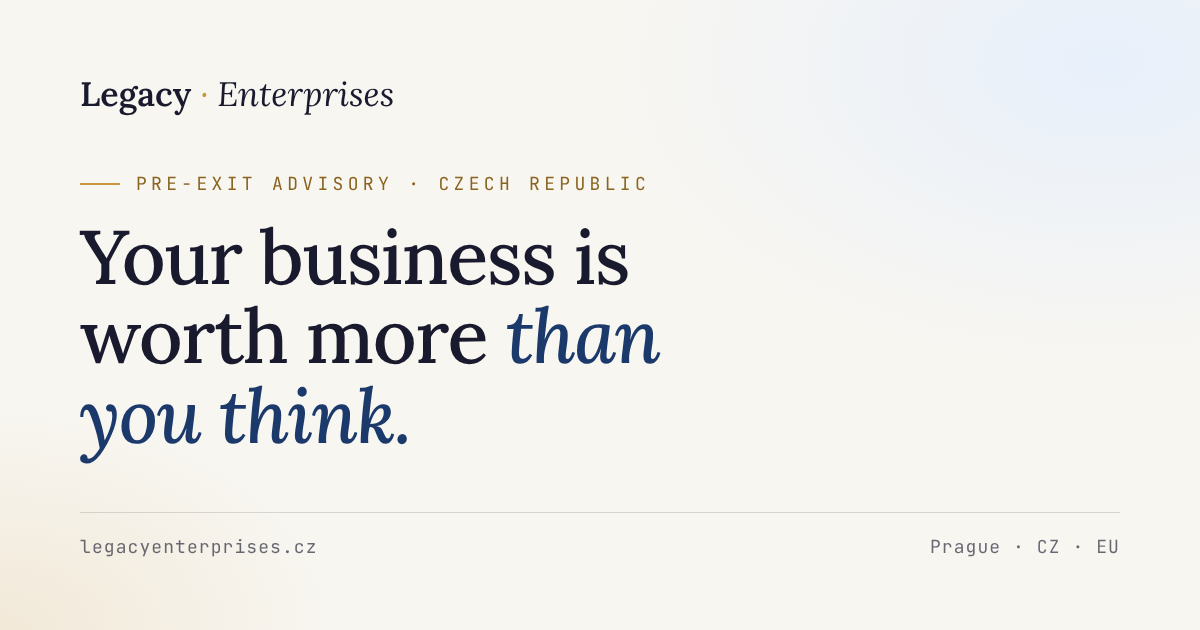 Legacy · Enterprises
PRE-EXIT ADVISORY · CZECH REPUBLIC
Your business is
worth more than
you think.
legacyenterprises.cz
Prague · CZ · EU